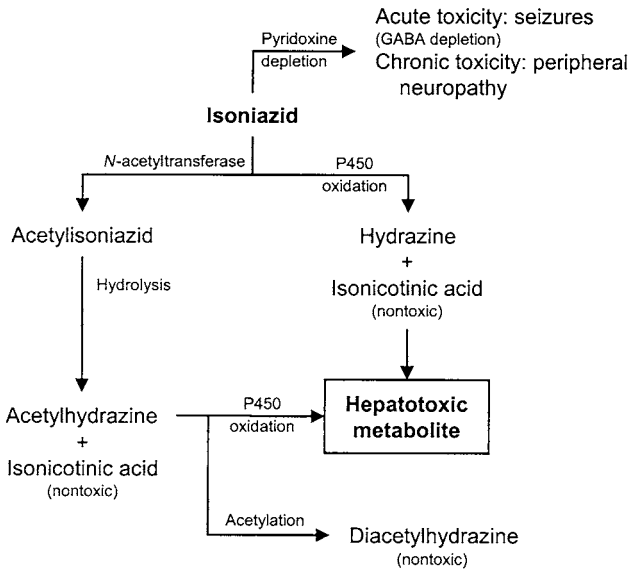 Acute toxicity: seizures
(GABA depletion)
Chronic toxicity: peripheral
neuropathy
Pyridoxine
depletion
Isoniazid
N-acetyltransferase
P450
oxidation
Acetylisoniazid
Hydrazine
+
Isonicotinic acid
(nontoxic)
Hydrolysis
Acetylhydrazine
+
Isonicotinic acid
(nontoxic)
P450
oxidation
Hepatotoxic
metabolite
Acetylation
Diacetylhydrazine
(nontoxic)